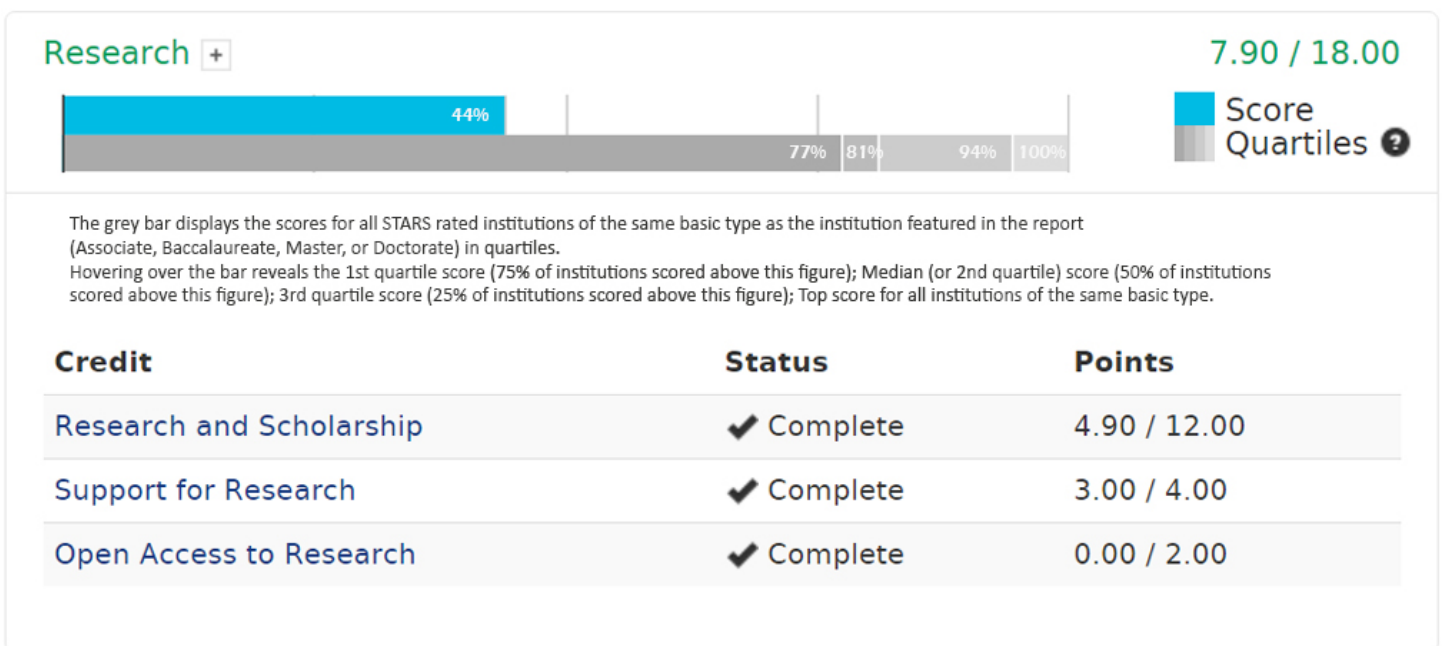 Research +
7.90 / 18.00
44%
77% 81% 94% 100%
Score
Quartiles ?
The grey bar displays the scores for all STARS rated institutions of the same basic type as the institution featured in the report
(Associate, Baccalaureate, Master, or Doctorate) in quartiles.
Hovering over the bar reveals the 1st quartile score (75% of institutions scored above this figure); Median (or 2nd quartile) score (50% of institutions
scored above this figure); 3rd quartile score (25% of institutions scored above this figure); Top score for all institutions of the same basic type.
Credit Status Points
Research and Scholarship ✔ Complete 4.90 / 12.00
Support for Research ✔ Complete 3.00 / 4.00
Open Access to Research ✔ Complete 0.00 / 2.00